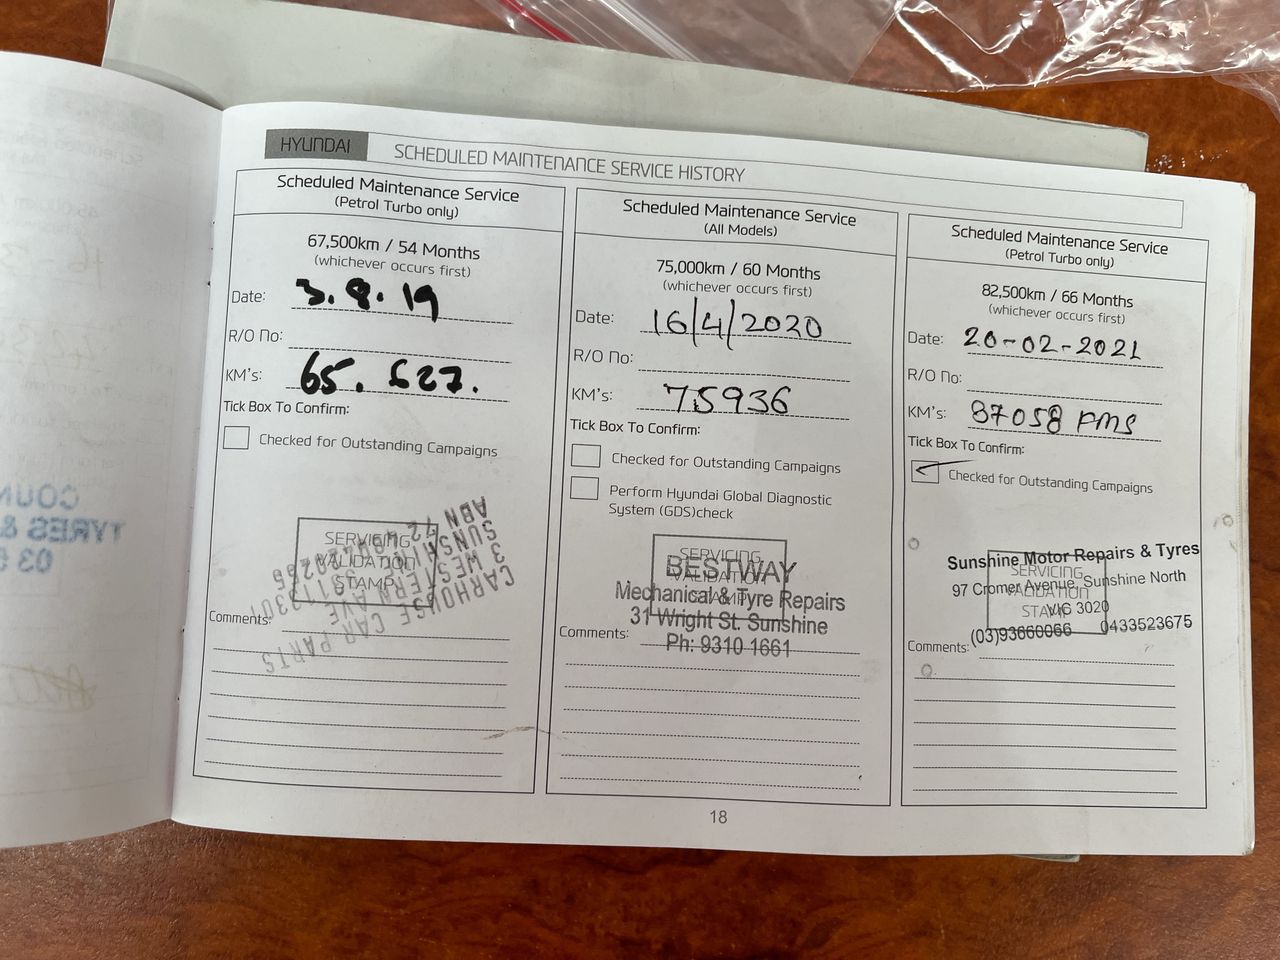 HYUNDAI
SCHEDULED MAINTENANCE SERVICE HISTORY
Scheduled Maintenance Service
(Petrol Turbo only)
67,500km / 54 Months
(whichever occurs first)
Date: 3.8.19
R/O No:
KM's: 65.627.
Tick Box To Confirm:
Checked for Outstanding Campaigns
SERVICING
VALIDATION
STAMP
CARHOUSE CAR PARTS
3 WESTERN AVE
SUNSHINE
ABN 72
Comments:
Scheduled Maintenance Service
(All Models)
75,000km / 60 Months
(whichever occurs first)
Date: 16/4/2020
R/O No:
KM's: 75936
Tick Box To Confirm:
Checked for Outstanding Campaigns
Perform Hyundai Global Diagnostic
System (GDS)check
SERVICING
VALIDATION
STAMP
BESTWAY
Mechanical & Tyre Repairs
31 Wright St. Sunshine
Ph: 9310 1661
Comments:
Scheduled Maintenance Service
(Petrol Turbo only)
82,500km / 66 Months
(whichever occurs first)
Date: 20-02-2021
R/O No:
KM's: 87058 KMS
Tick Box To Confirm:
Checked for Outstanding Campaigns
SERVICING
VALIDATION
STAMP
Sunshine Motor Repairs & Tyres
97 Cromer Avenue, Sunshine North
VIC 3020
(03)93660066 0433523675
Comments:
18